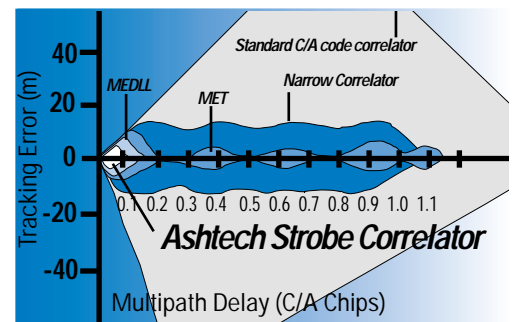 Standard C/A code correlator
40
MEDLL
MET
Narrow Correlator
20
Tracking Error (m)
0
0.1 0.2 0.3 0.4 0.5 0.6 0.7 0.8 0.9 1.0 1.1
-20
Ashtech Strobe Correlator
-40
Multipath Delay (C/A Chips)